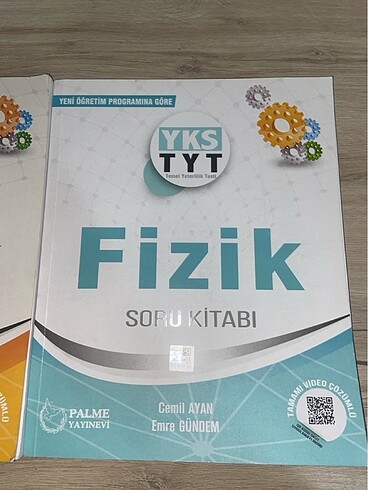 YENİ ÖĞRETİM PROGRAMINA GÖRE
YKS
TYT
Temel Yeterlilik Testi
Fizik
SORU KİTABI
Cemil AYAN
Emre GÜNDEM
PALME
YAYINEVİ
TAMAMI VİDEO ÇÖZÜMLÜ